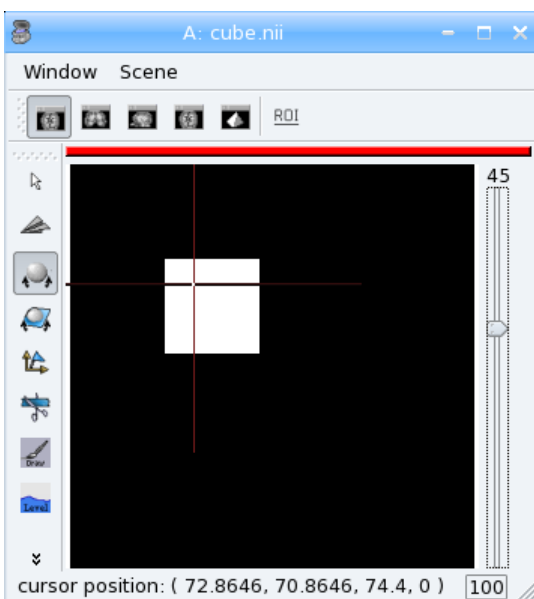 A: cube.nii
Window Scene
ROI
45
Draw
Level
cursor position: ( 72.8646, 70.8646, 74.4, 0 ) 100